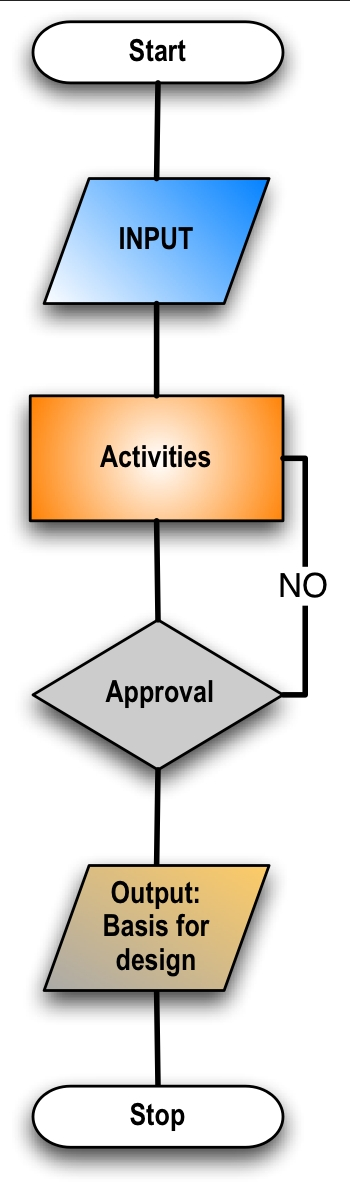 Start
INPUT
Activities
NO
Approval
Output:
Basis for
design
Stop